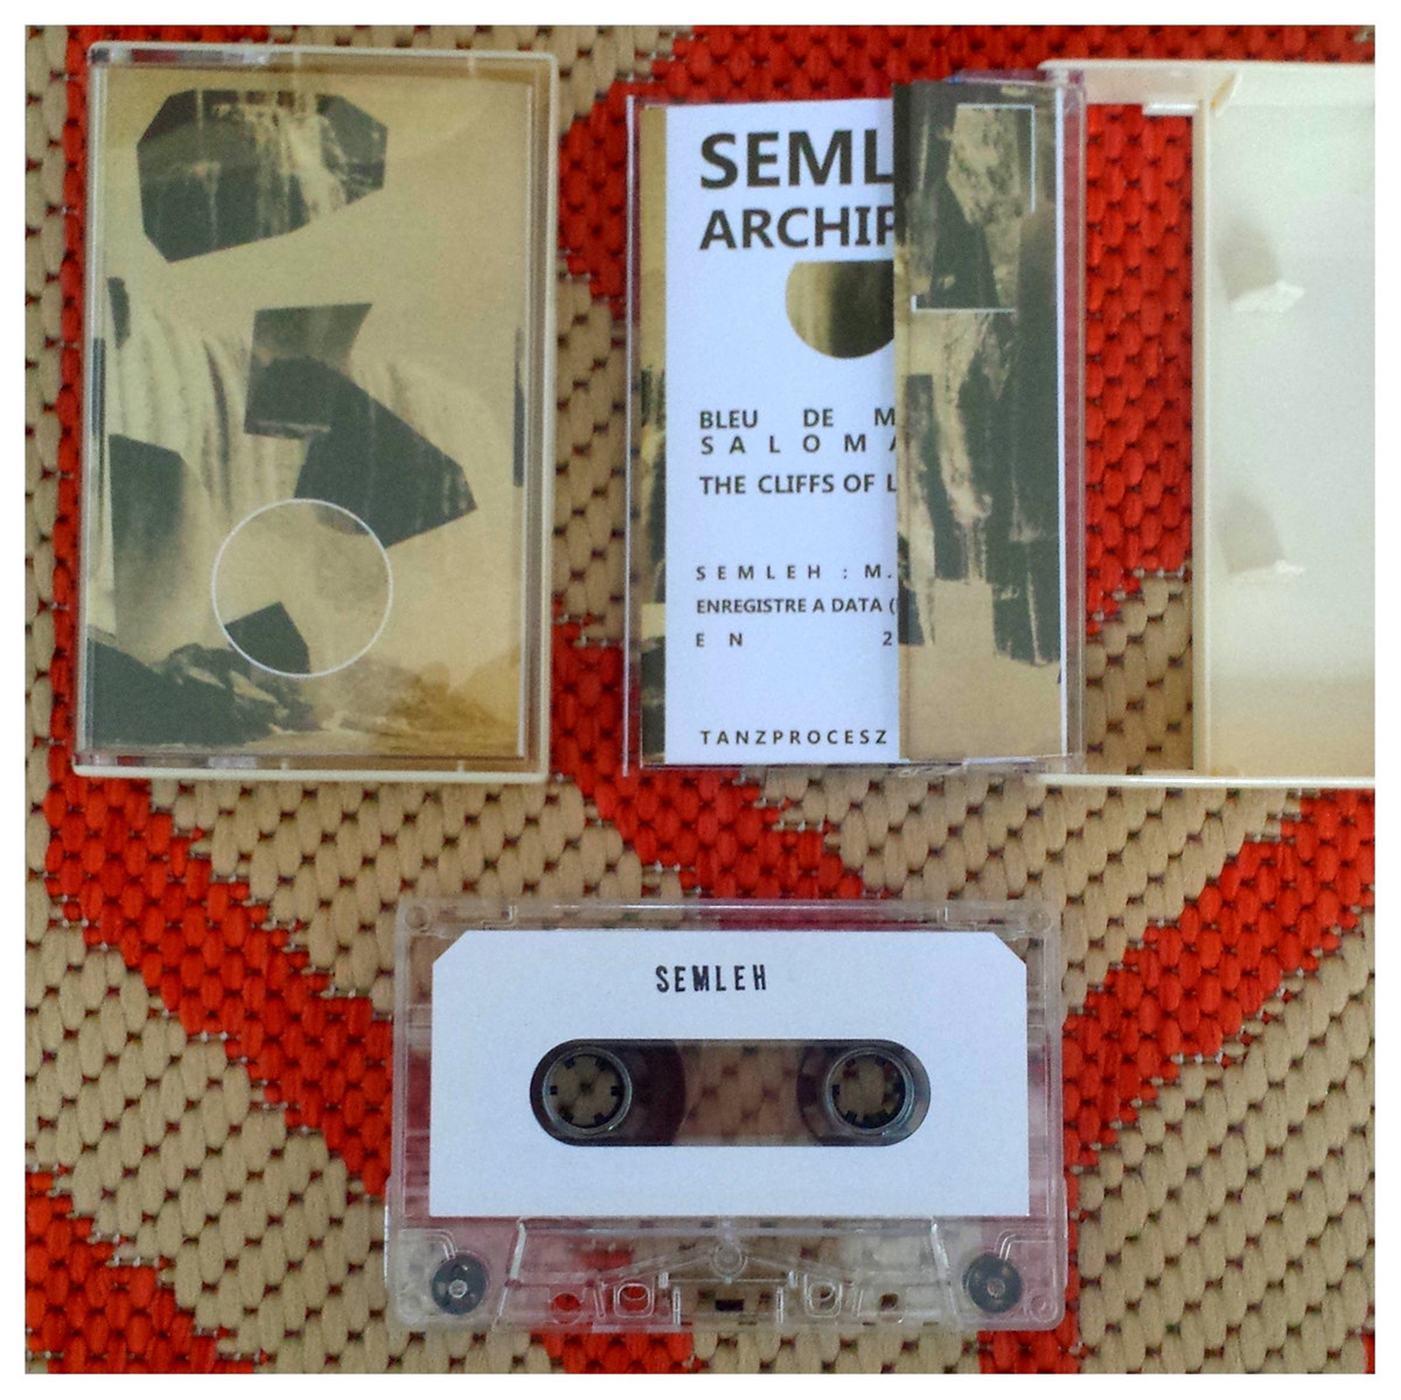 SEML
ARCHIP
BLEU DE M
SALOMA
THE CLIFFS OF L
SEMLEH : M.
ENREGISTRE A DATA (
EN 2
TANZPROCESZ
SEMLEH